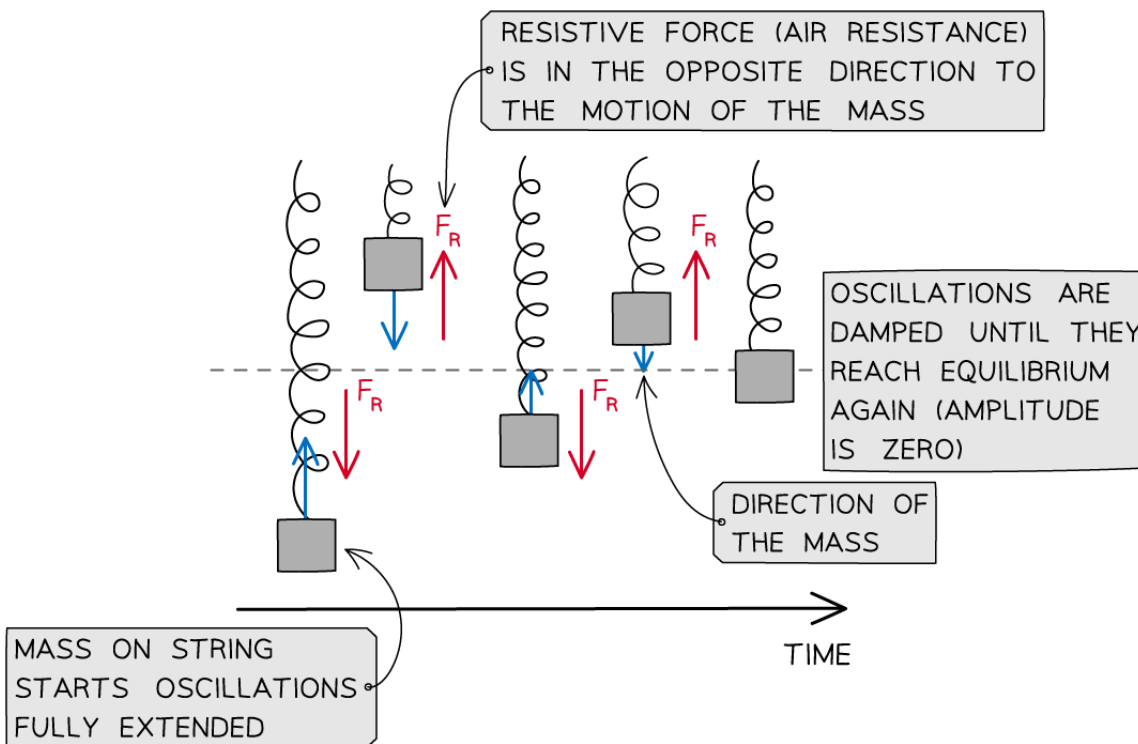 RESISTIVE FORCE (AIR RESISTANCE)
IS IN THE OPPOSITE DIRECTION TO
THE MOTION OF THE MASS
F_R
F_R
F_R
F_R
OSCILLATIONS ARE
DAMPED UNTIL THEY
REACH EQUILIBRIUM
AGAIN (AMPLITUDE
IS ZERO)
DIRECTION OF
THE MASS
TIME
MASS ON STRING
STARTS OSCILLATIONS
FULLY EXTENDED